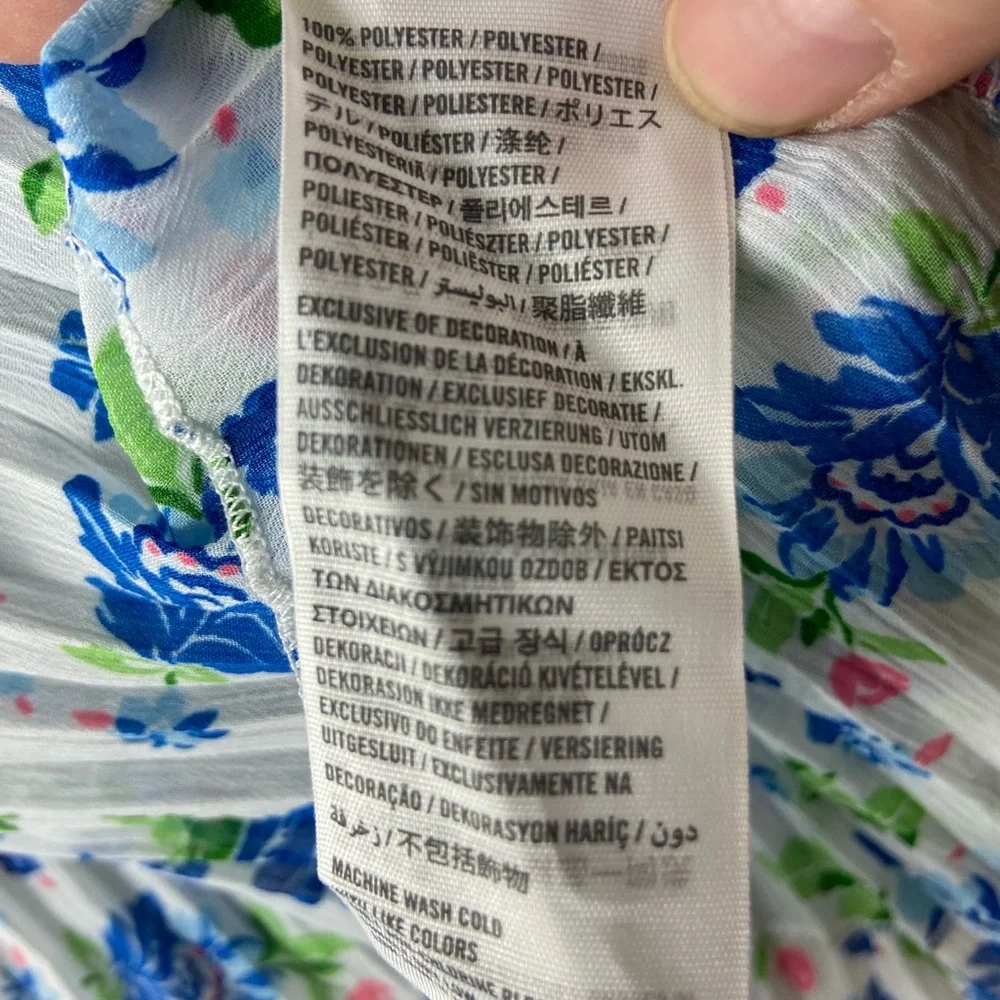 100% POLYESTER / POLYESTER /
POLYESTER / POLYESTER / POLYESTER /
POLYESTER / POLIESTERE / ポリエス
テル / POLIÉSTER / 涤纶 /
POLYESTERIÄ / POLYESTER /
ΠΟΛΥΕΣΤΕΡ / 폴리에스테르 /
POLIESTER / POLIÉSZTER / POLYESTER /
POLIÉSTER / POLIËSTER / POLIÉSTER /
POLYESTER / البوليستر / 聚脂纖維
EXCLUSIVE OF DECORATION / À
L'EXCLUSION DE LA DÉCORATION / EKSKL.
DEKORATION / EXCLUSIEF DECORATIE /
AUSSCHLIESSLICH VERZIERUNG / UTOM
DEKORATIONEN / ESCLUSA DECORAZIONE /
装飾を除く / SIN MOTIVOS
DECORATIVOS / 装饰物除外 / PAITSI
KORISTE / S VÝJIMKOU OZDOB / ΕΚΤΟΣ
ΤΩΝ ΔΙΑΚΟΣΜΗΤΙΚΩΝ
ΣΤΟΙΧΕΙΩΝ / 고급 장식 / OPRÓCZ
DEKORACJI / DEKORÁCIÓ KIVÉTELÉVEL /
DEKORASJON IKKE MEDREGNET /
EXCLUSIVO DO ENFEITE / VERSIERING
UITGESLUIT / EXCLUSIVAMENTE NA
DECORAÇÃO / DEKORASYON HARİÇ / دون
زخرفة / 不包括飾物
MACHINE WASH COLD
LIKE COLORS